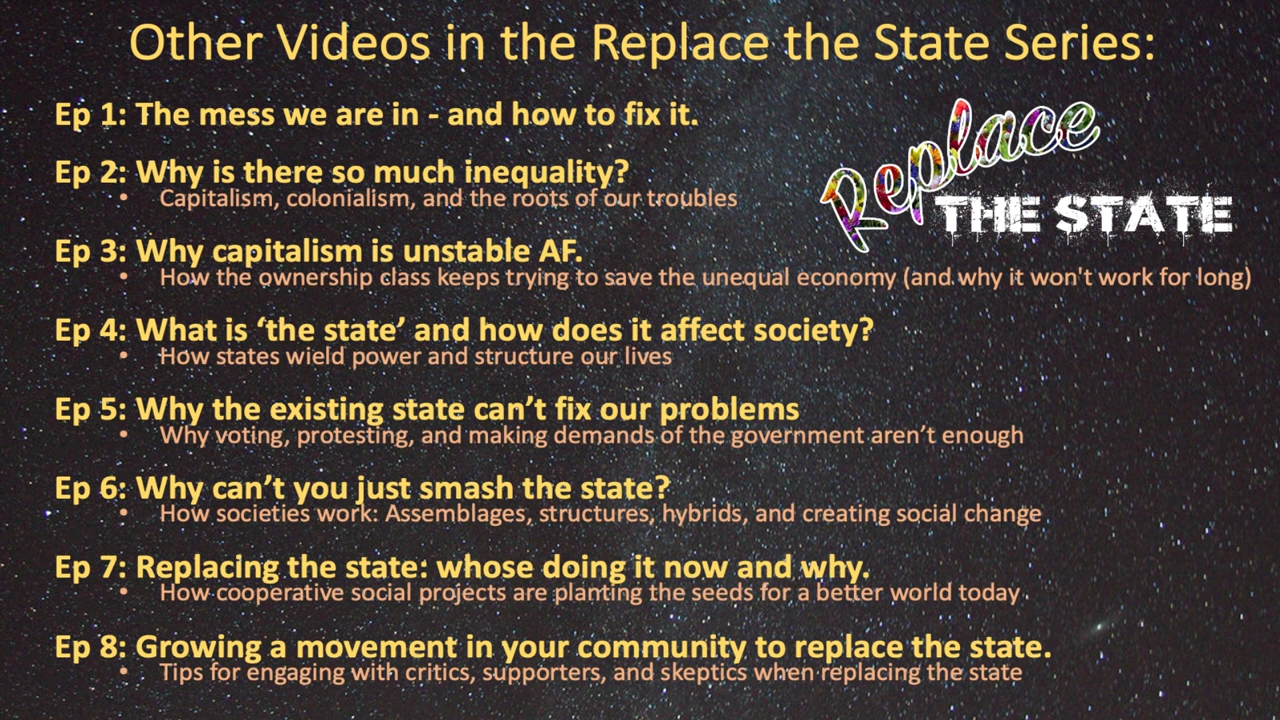 Other Videos in the Replace the State Series:
Ep 1: The mess we are in - and how to fix it.
Ep 2: Why is there so much inequality?
• Capitalism, colonialism, and the roots of our troubles
Replace
THE STATE
Ep 3: Why capitalism is unstable AF.
• How the ownership class keeps trying to save the unequal economy (and why it won't work for long)
Ep 4: What is ‘the state’ and how does it affect society?
• How states wield power and structure our lives
Ep 5: Why the existing state can’t fix our problems
• Why voting, protesting, and making demands of the government aren’t enough
Ep 6: Why can’t you just smash the state?
• How societies work: Assemblages, structures, hybrids, and creating social change
Ep 7: Replacing the state: whose doing it now and why.
• How cooperative social projects are planting the seeds for a better world today
Ep 8: Growing a movement in your community to replace the state.
• Tips for engaging with critics, supporters, and skeptics when replacing the state